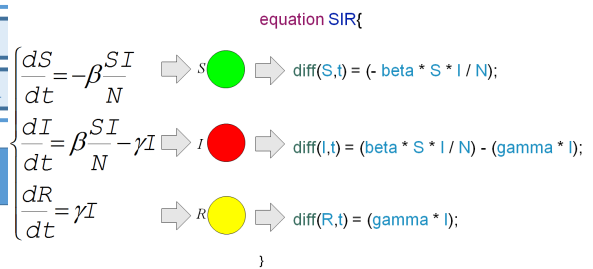 equation SIR{
dS/dt = -β SI/N S diff(S,t) = (- beta * S * I / N);
dI/dt = β SI/N - γI I diff(I,t) = (beta * S * I / N) - (gamma * I);
dR/dt = γI R diff(R,t) = (gamma * I);
}